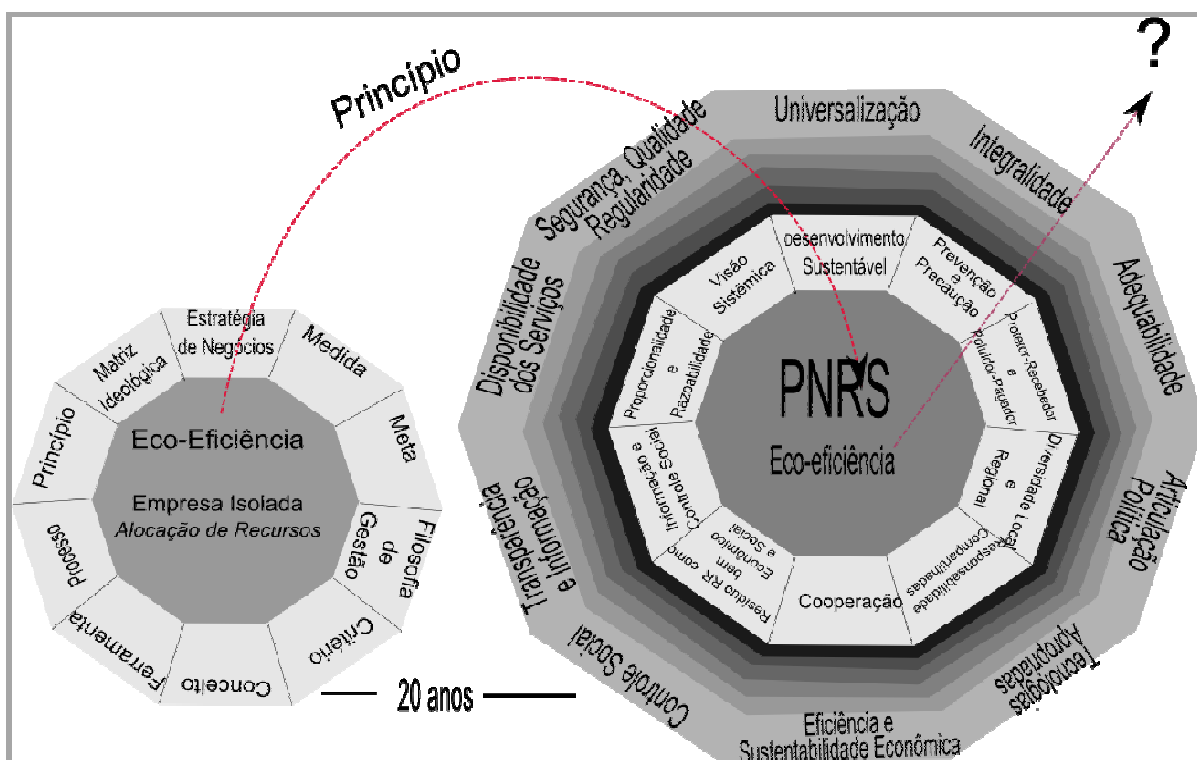 ?
Princípio
Universalização
Integralidade
Adequabilidade
Articulação
Política
Tecnologias
Apropriadas
Eficiência e
Sustentabilidade Econômica
Controle Social
Transparencia
e Informação
Disponibilidade
dos Serviços
Segurança, Qualidade
Regularidade
Desenvolvimento
Sustentável
Prevenção
e
Precaução
Protetor-Recebedor
e
Poluidor-Pagador
Diversidade Local
e
Regional
Responsabilidade
Compartilhadas
Cooperação
Resíduo RR como
bem
Econômico
e Social
Informação e
Controle Social
Proporcionalidade
e
Razoabilidade
Visão
Sistêmica
PNRS
Eco-eficiência
Estratégia
de Negócios
Medida
Meta
Filosofia
de
Gestão
Critério
Conceito
Ferramenta
Processo
Princípio
Matriz
Ideológica
Eco-Eficiência
Empresa Isolada
Alocação de Recursos
20 anos